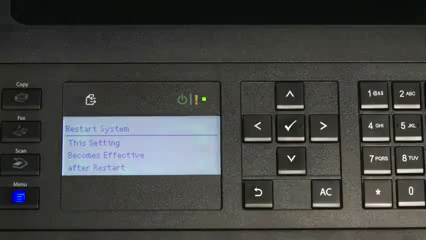 Copy
Fax
Scan
Menu
Restart System
This Setting
Becomes Effective
after Restart
AC
1@&$
2 ABC
4 GHI
5 JKL
7 PQRS
8 TUV
*
0